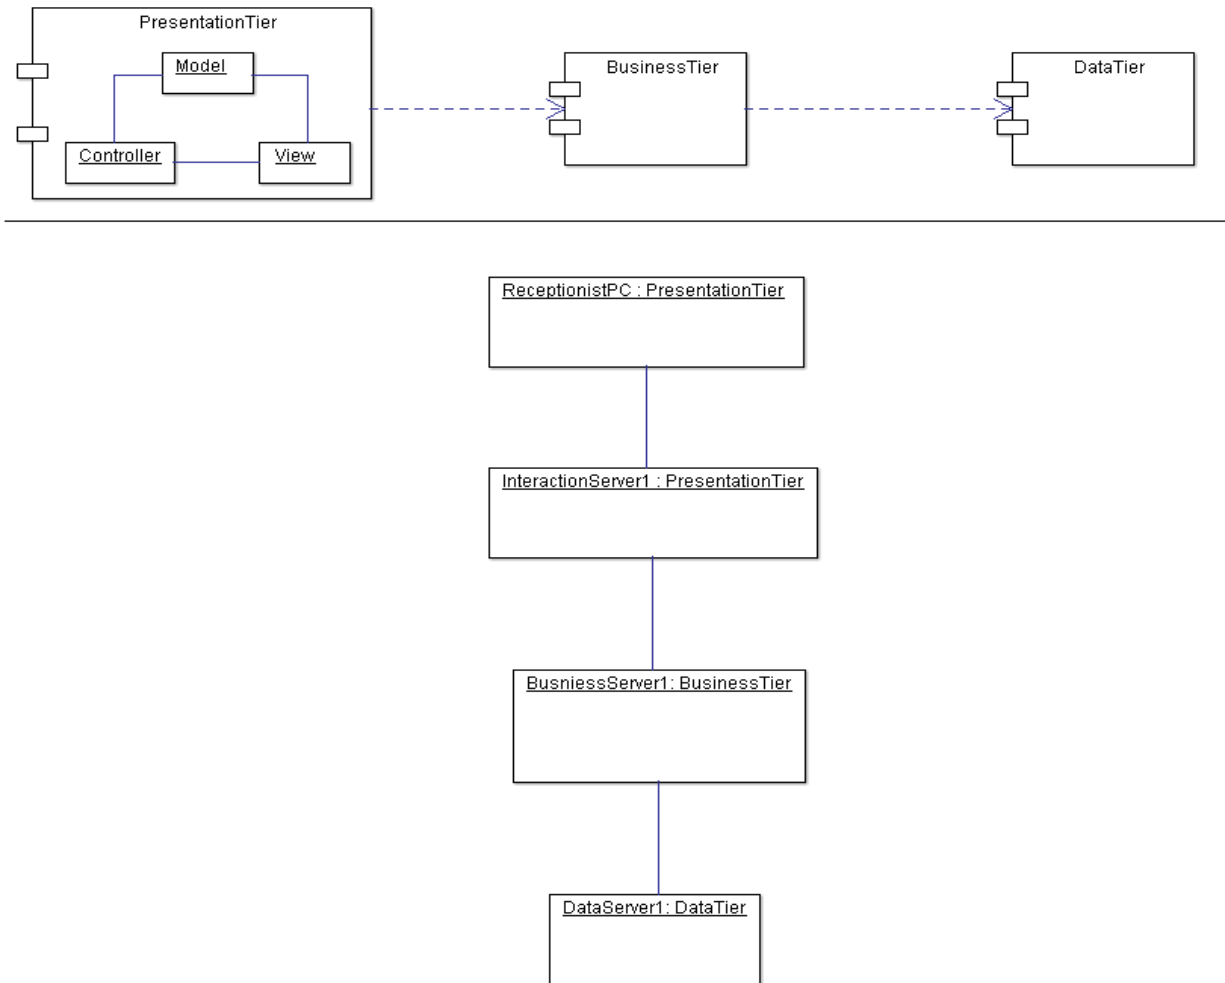 PresentationTier
Model
Controller
View
BusinessTier
DataTier
ReceptionistPC : PresentationTier
InteractionServer1 : PresentationTier
BusniessServer1: BusinessTier
DataServer1: DataTier